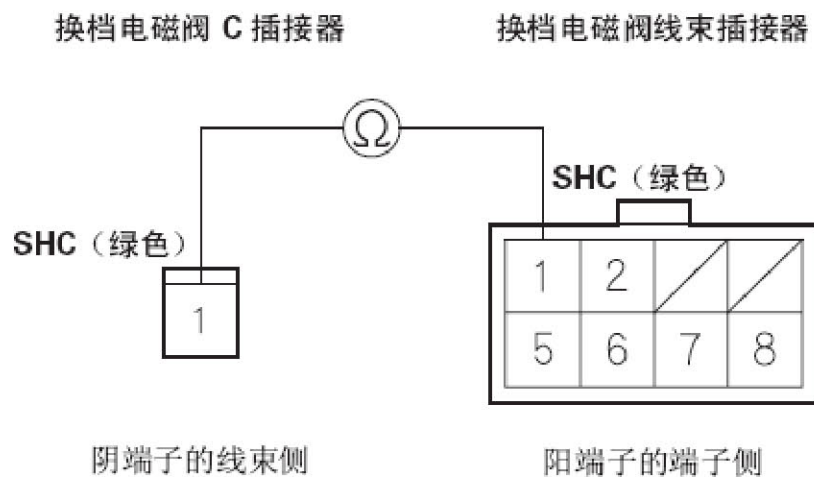 换档电磁阀 C 插接器
换档电磁阀线束插接器
Ω
SHC（绿色）
SHC（绿色）
1
1 2
5 6 7 8
阴端子的线束侧
阳端子的端子侧